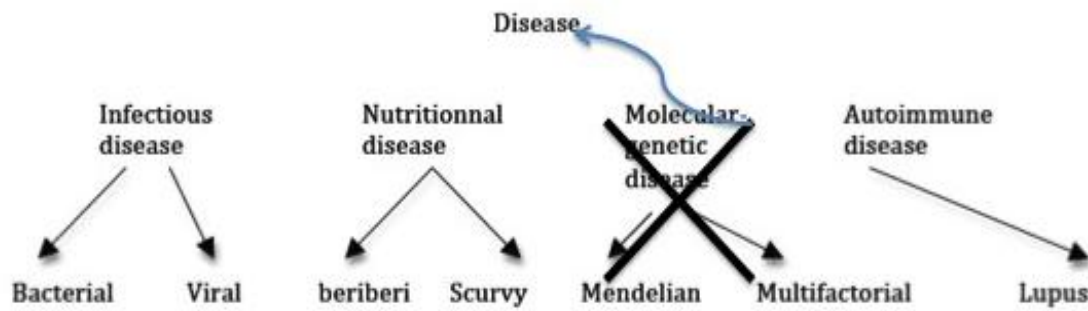 Disease
Infectious disease
Nutritionnal disease
Molecular- genetic disease
Autoimmune disease
Bacterial
Viral
beriberi
Scurvy
Mendelian
Multifactorial
Lupus